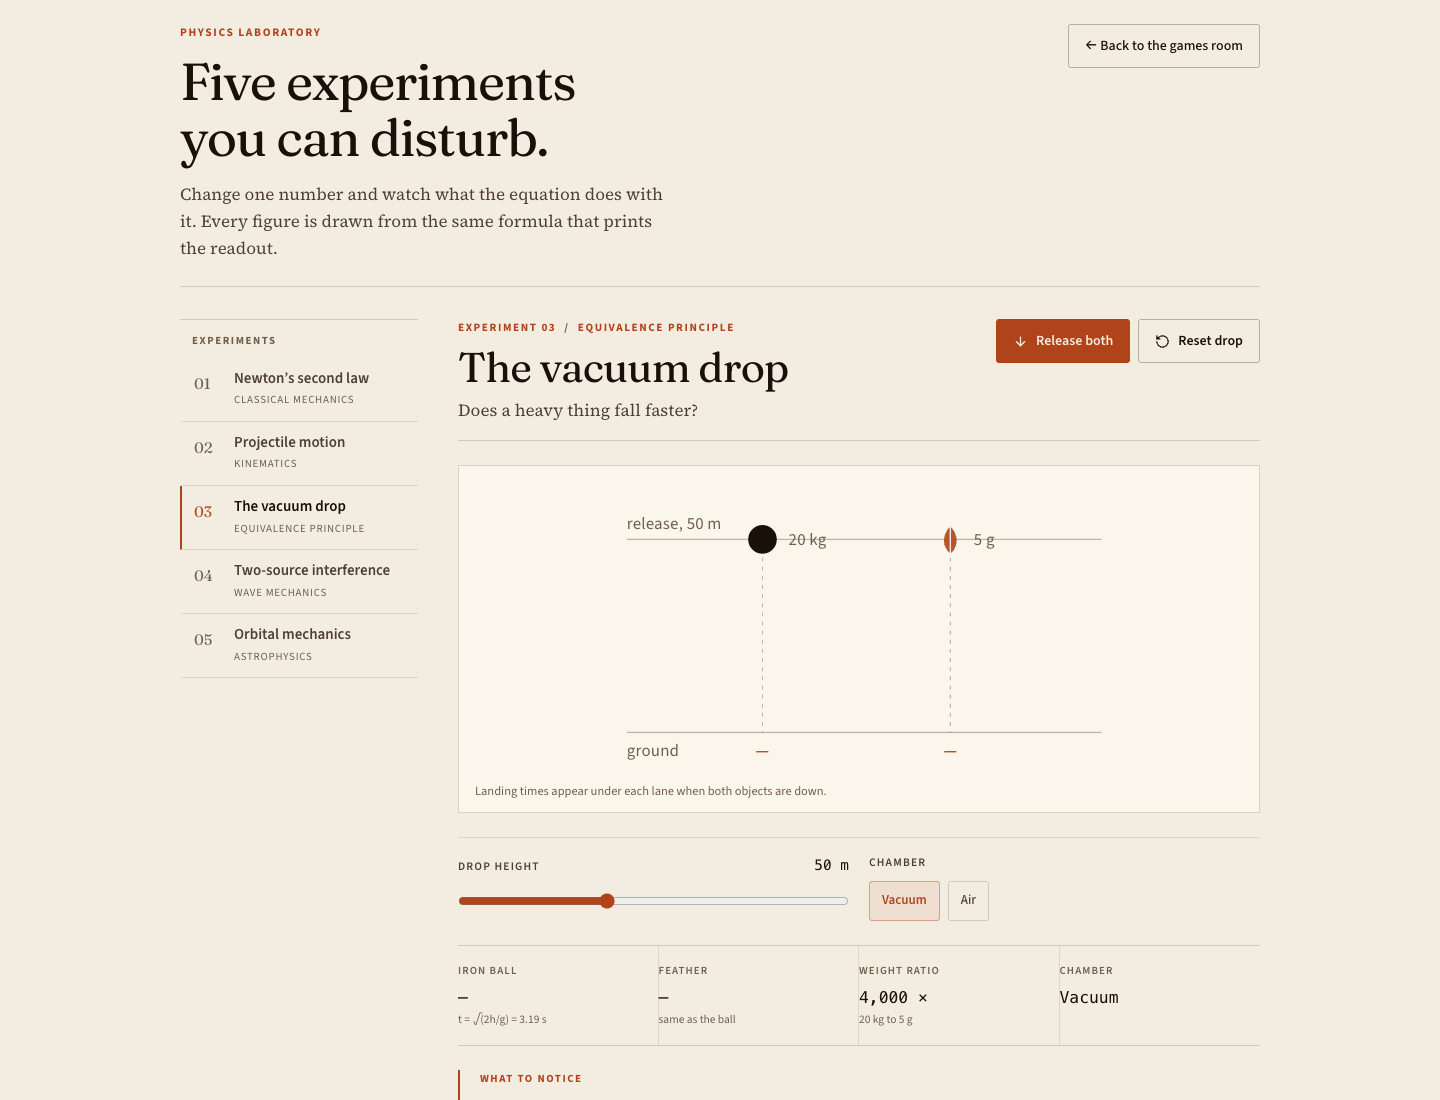 PHYSICS LABORATORY
← Back to the games room
Five experiments
you can disturb.
Change one number and watch what the equation does with
it. Every figure is drawn from the same formula that prints
the readout.
EXPERIMENTS
01 Newton’s second law
CLASSICAL MECHANICS
02 Projectile motion
KINEMATICS
03 The vacuum drop
EQUIVALENCE PRINCIPLE
04 Two-source interference
WAVE MECHANICS
05 Orbital mechanics
ASTROPHYSICS
EXPERIMENT 03 / EQUIVALENCE PRINCIPLE
The vacuum drop
Does a heavy thing fall faster?
↓ Release both
Reset drop
release, 50 m
20 kg
5 g
ground — —
Landing times appear under each lane when both objects are down.
DROP HEIGHT 50 m
CHAMBER
Vacuum Air
IRON BALL
—
t = √(2h/g) = 3.19 s
FEATHER
—
same as the ball
WEIGHT RATIO
4,000 ×
20 kg to 5 g
CHAMBER
Vacuum
WHAT TO NOTICE